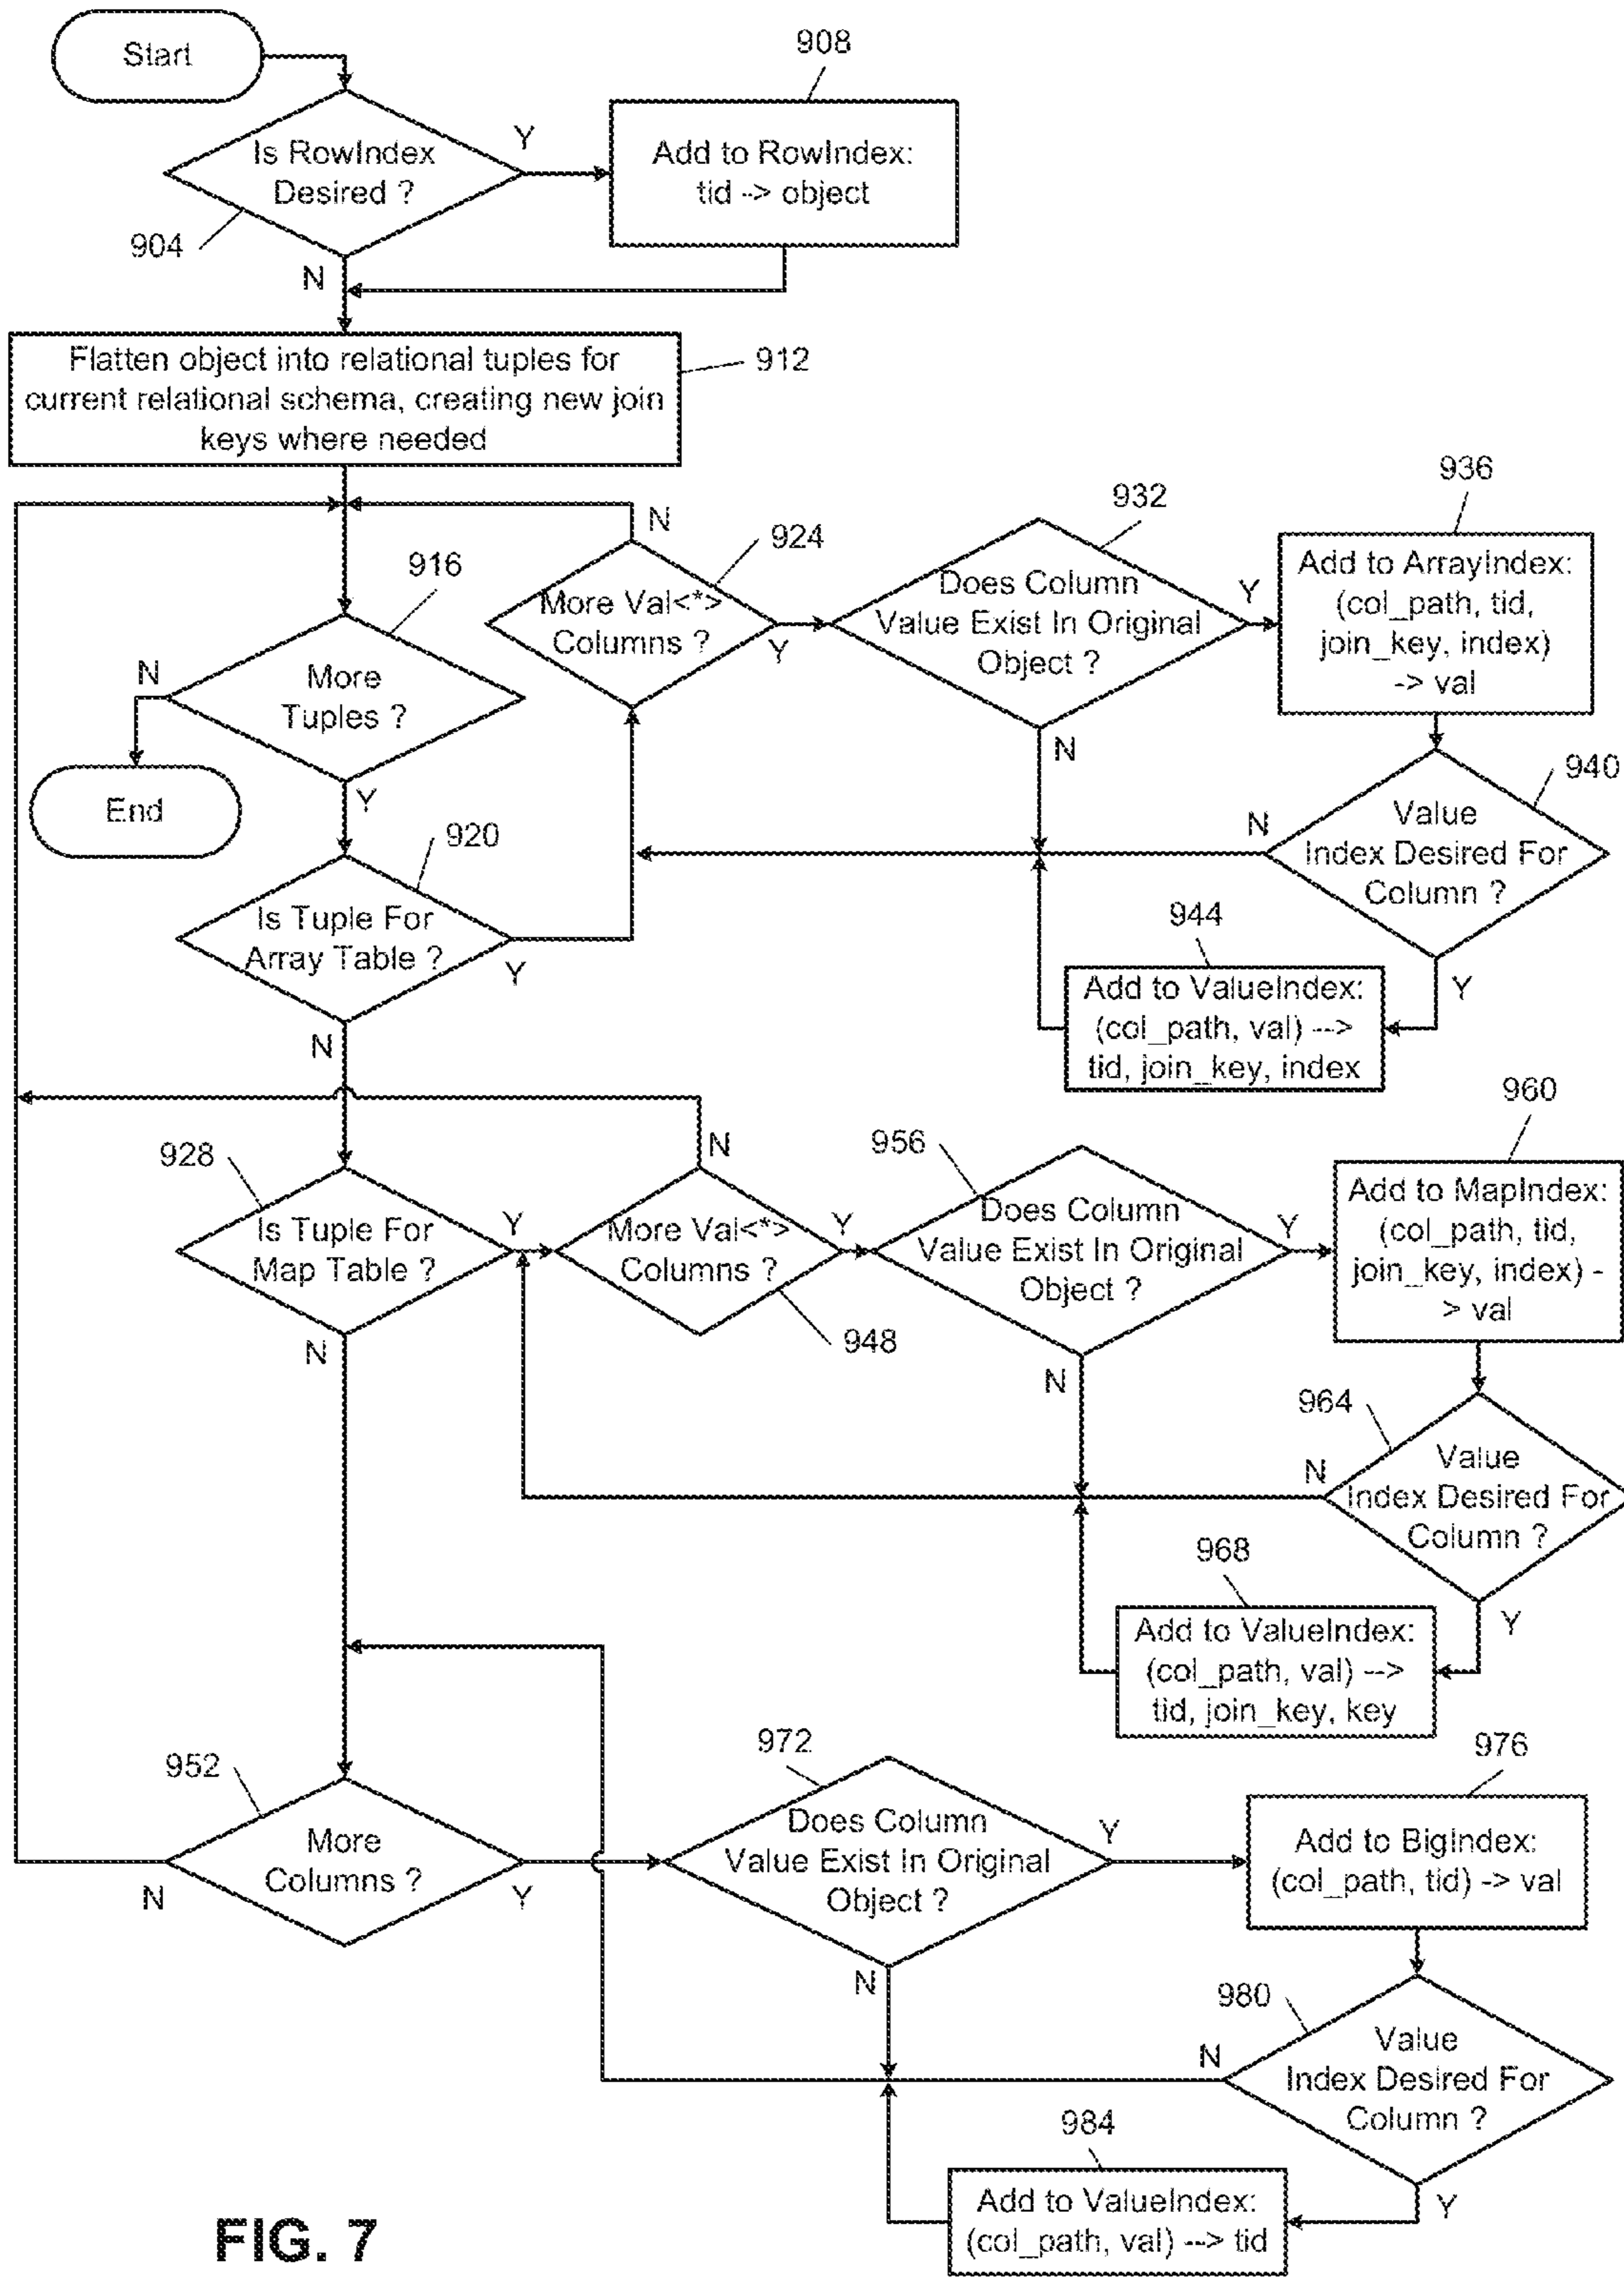 Start
908
Is RowIndex
Desired ?
Y
Add to RowIndex:
tid --> object
904
N
Flatten object into relational tuples for
current relational schema, creating new join
keys where needed
912
936
932
N
924
916
More Val<*>
Columns ?
Y
Does Column
Value Exist In Original
Object ?
Y
Add to ArrayIndex:
(col_path, tid,
join_key, index)
-> val
N
More
Tuples ?
N
940
End
Y
Value
Index Desired For
Column ?
N
920
Is Tuple For
Array Table ?
Y
944
Add to ValueIndex:
(col_path, val) --->
tid, join_key, index
Y
N
960
928
N
956
Is Tuple For
Map Table ?
Y
More Val<*>
Columns ?
Y
Does Column
Value Exist In Original
Object ?
Y
Add to MapIndex:
(col_path, tid,
join_key, index) -
> val
948
N
N
964
Value
Index Desired For
Column ?
N
968
Add to ValueIndex:
(col_path, val) -->
tid, join_key, key
Y
972
976
952
More
Columns ?
N
Y
Does Column
Value Exist In Original
Object ?
Y
Add to BigIndex:
(col_path, tid) -> val
N
980
Value
Index Desired For
Column ?
N
984
Add to ValueIndex:
(col_path, val) --> tid
Y
FIG. 7